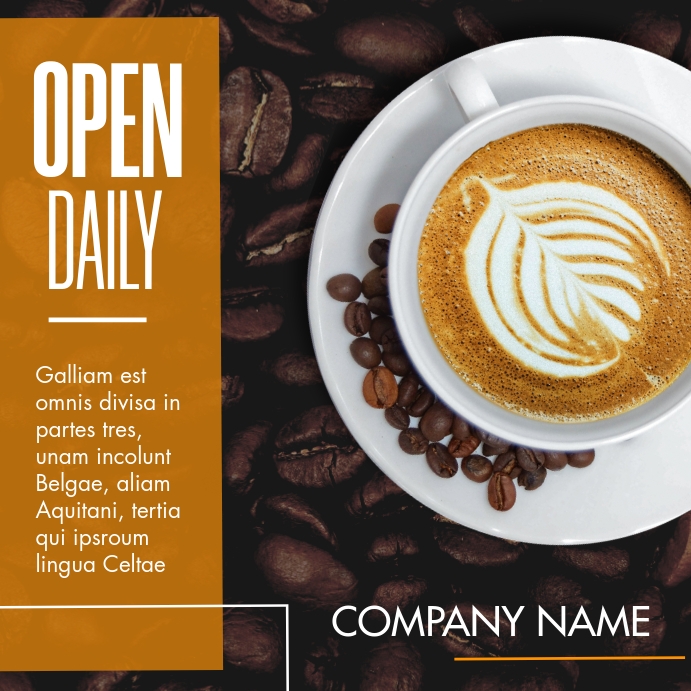 OPEN
DAILY
Galliam est
omnis divisa in
partes tres,
unam incolunt
Belgae, aliam
Aquitani, tertia
qui ipsroum
lingua Celtae
COMPANY NAME